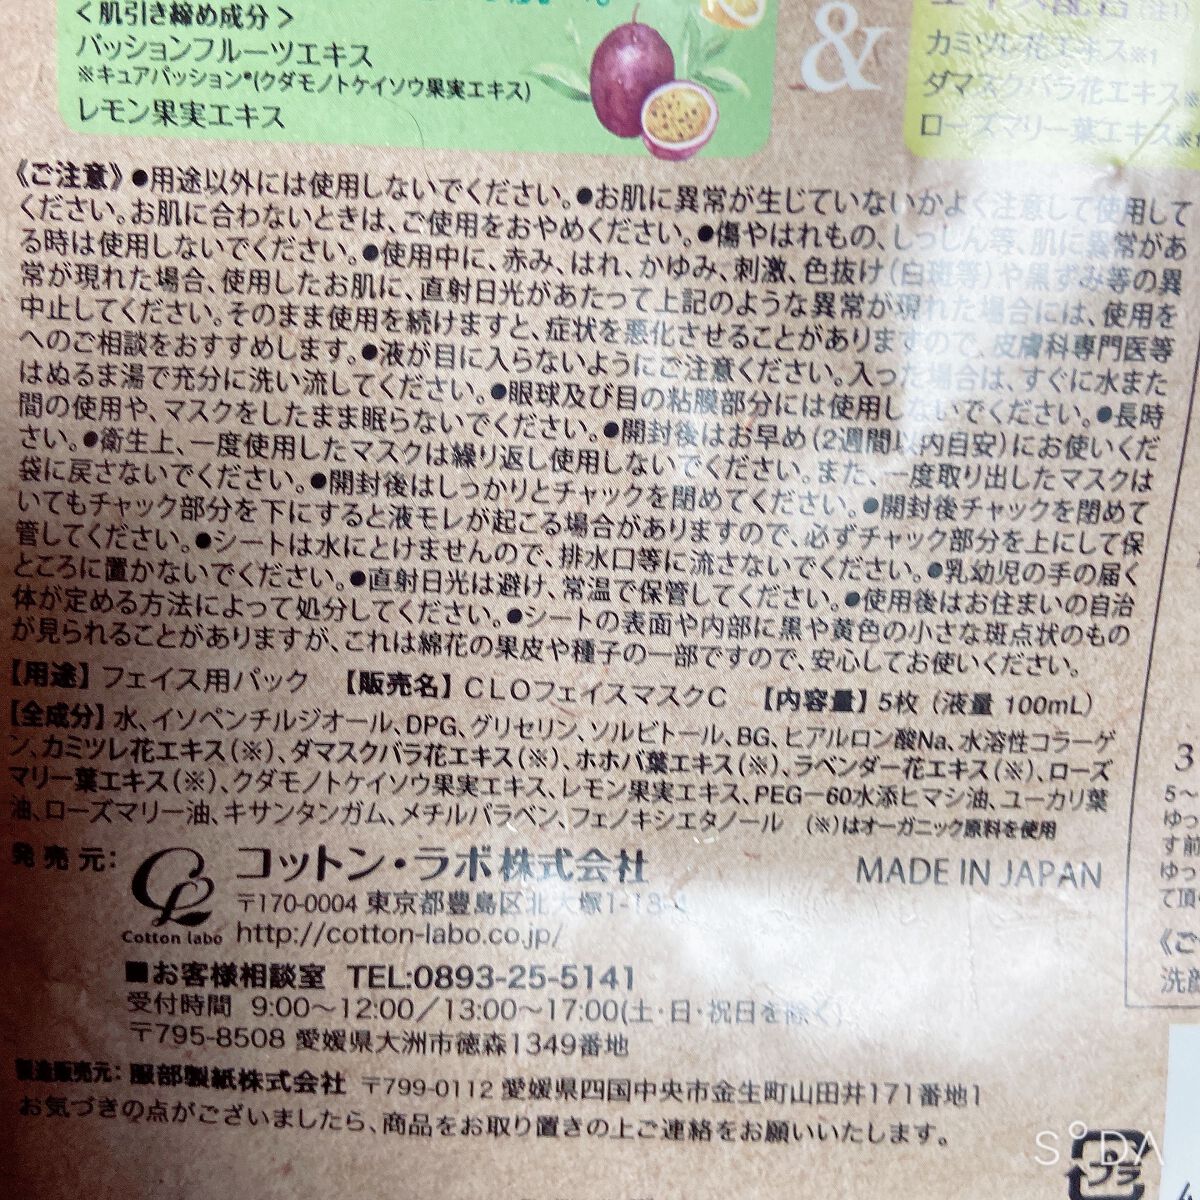 ＜肌引き締め成分＞
パッションフルーツエキス
※キュアパッション®(クダモノトケイソウ果実エキス)
レモン果実エキス
&
エキス配合(注1)
カミツレ花エキス※1
ダマスクバラ花エキス※
ローズマリー葉エキス※1
《ご注意》●用途以外には使用しないでください。●お肌に異常が生じていないかよく注意して使用して
ください。お肌に合わないときは、ご使用をおやめください。●傷やはれもの、しっしん等、肌に異常があ
る時は使用しないでください。●使用中に、赤み、はれ、かゆみ、刺激、色抜け(白斑等)や黒ずみ等の異
常が現れた場合、使用したお肌に、直射日光があたって上記のような異常が現れた場合には、使用を
中止してください。そのまま使用を続けますと、症状を悪化させることがありますので、皮膚科専門医等
へのご相談をおすすめします。●液が目に入らないようにご注意ください。入った場合は、すぐに水また
はぬるま湯で充分に洗い流してください。●眼球及び目の粘膜部分には使用しないでください。●長時
間の使用や、マスクをしたまま眠らないでください。●開封後はお早め(2週間以内目安)にお使いくだ
さい。●衛生上、一度使用したマスクは繰り返し使用しないでください。また、一度取り出したマスクは
袋に戻さないでください。●開封後はしっかりとチャックを閉めてください。●開封後チャックを閉めて
いてもチャック部分を下にすると液モレが起こる場合がありますので、必ずチャック部分を上にして保
管してください。●シートは水にとけませんので、排水口等に流さないでください。●乳幼児の手の届く
ところに置かないでください。●直射日光は避け、常温で保管してください。●使用後はお住まいの自治
体が定める方法によって処分してください。●シートの表面や内部に黒や黄色の小さな斑点状のもの
が見られることがありますが、これは綿花の果皮や種子の一部ですので、安心してお使いください。
【用途】フェイス用パック 【販売名】CLOフェイスマスクC 【内容量】5枚（液量 100mL）
【全成分】水、イソペンチルジオール、DPG、グリセリン、ソルビトール、BG、ヒアルロン酸Na、水溶性コラーゲ
ン、カミツレ花エキス(※)、ダマスクバラ花エキス(※)、ホホバ葉エキス(※)、ラベンダー花エキス(※)、ローズ
マリー葉エキス(※)、クダモノトケイソウ果実エキス、レモン果実エキス、PEG－60水添ヒマシ油、ユーカリ葉
油、ローズマリー油、キサンタンガム、メチルパラベン、フェノキシエタノール (※)はオーガニック原料を使用
発売元:
Cotton labo
コットン・ラボ株式会社
MADE IN JAPAN
〒170-0004 東京都豊島区北大塚1-13-4
http://cotton-labo.co.jp/
■お客様相談室 TEL:0893-25-5141
受付時間 9:00～12:00／13:00～17:00(土・日・祝日を除く)
〒795-8508 愛媛県大洲市徳森1349番地
製造販売元: 服部製紙株式会社 〒799-0112 愛媛県四国中央市金生町山田井171番地1
お気づきの点がございましたら、商品をお取り置きの上ご連絡をお願いいたします。
3
5～
ゆっ
す前
ゆっ
て頂
《ご
洗顔
プラ
SODA